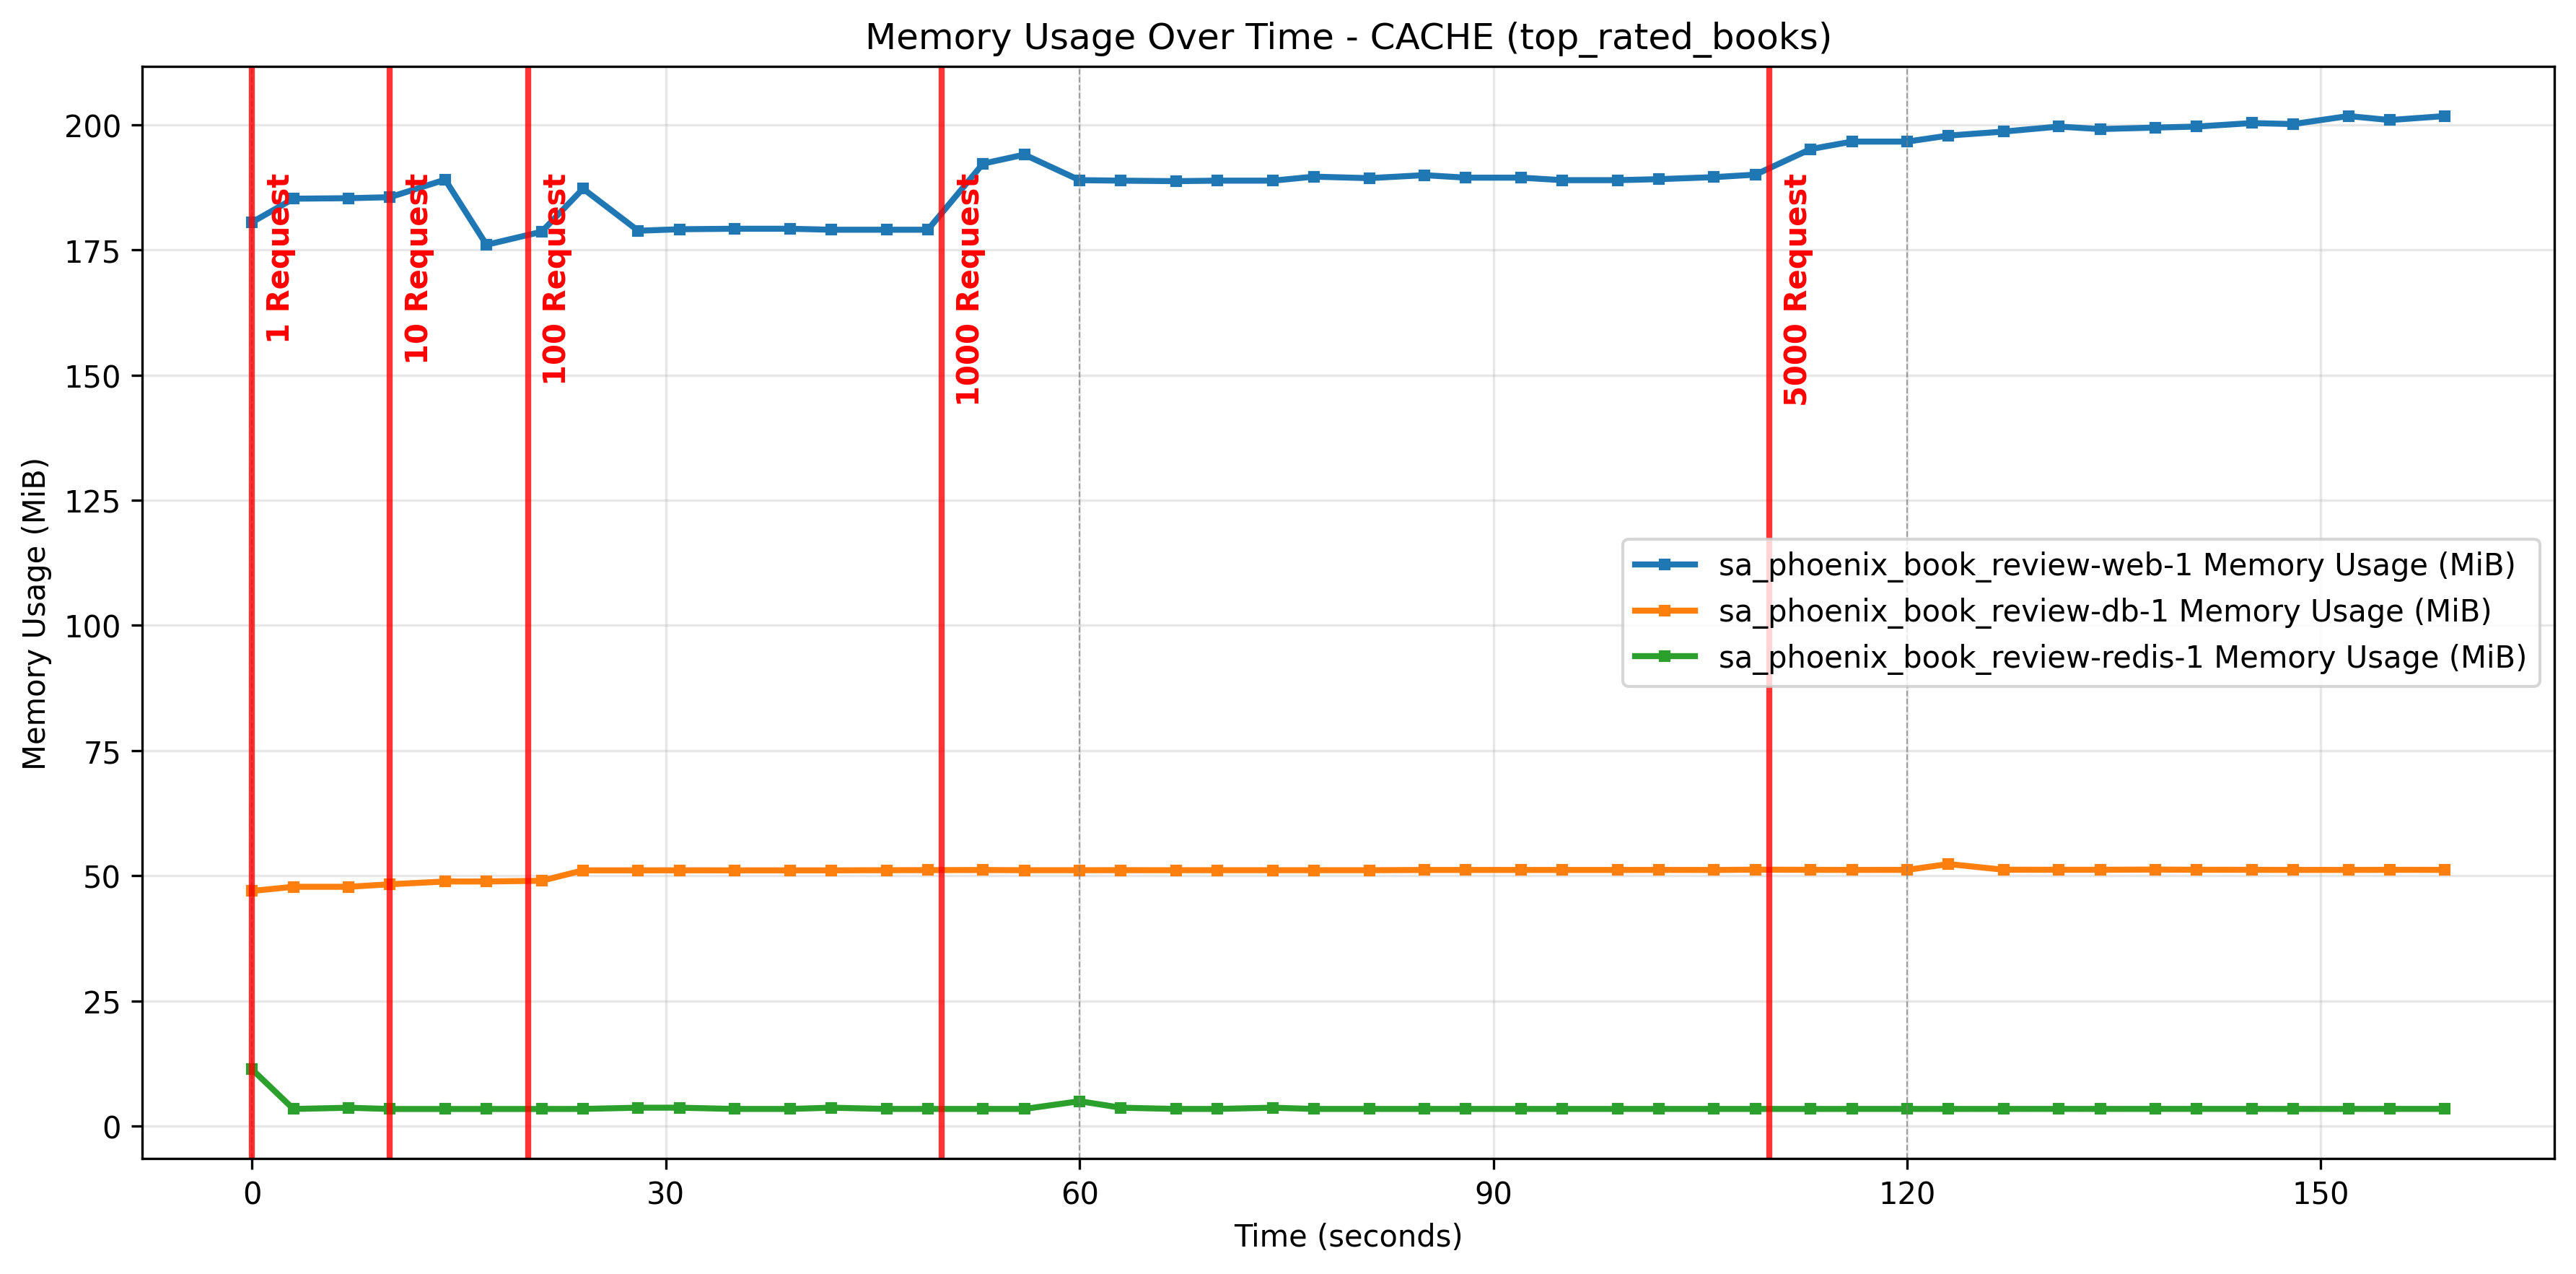 Memory Usage Over Time - CACHE (top_rated_books)
Memory Usage (MiB)
200
175
150
125
100
75
50
25
0
1 Request
10 Request
100 Request
1000 Request
5000 Request
sa_phoenix_book_review-web-1 Memory Usage (MiB)
sa_phoenix_book_review-db-1 Memory Usage (MiB)
sa_phoenix_book_review-redis-1 Memory Usage (MiB)
0
30
60
90
120
150
Time (seconds)